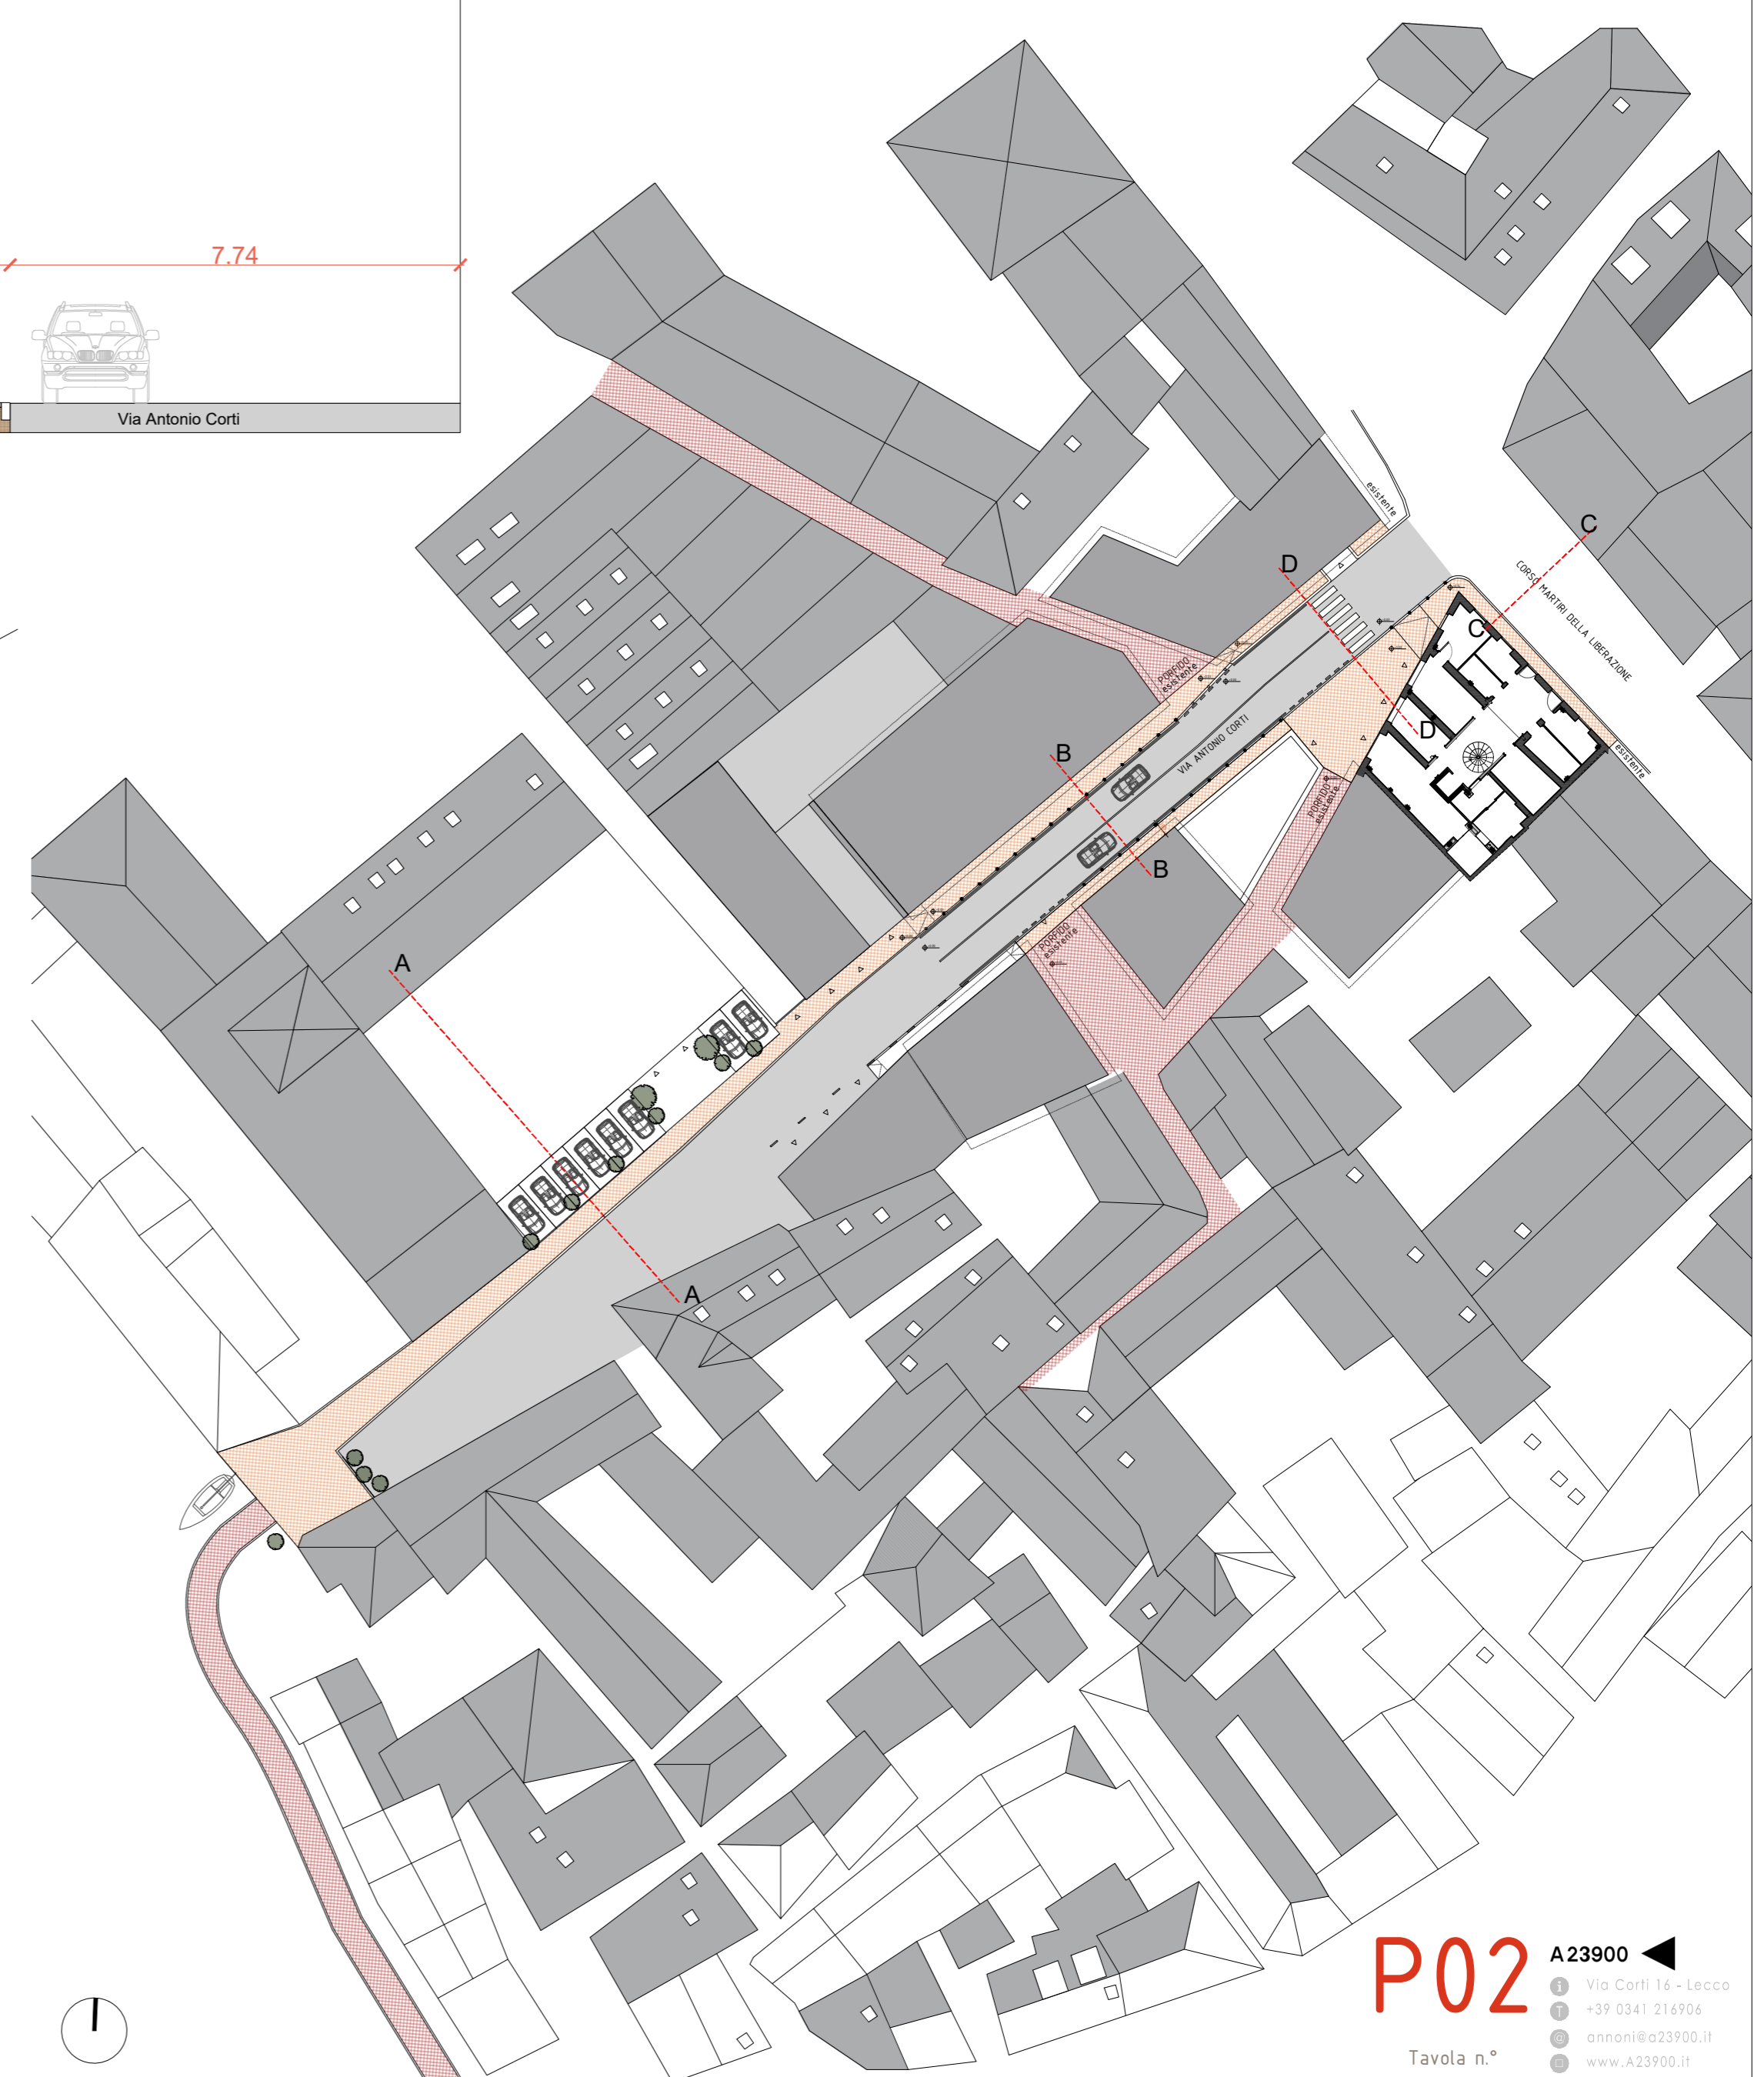 7.74
Via Antonio Corti
esistente
C
CORSO MARTIRI DELLA LIBERAZIONE
D
C
PORFIDO
esistente
D
VIA ANTONIO CORTI
B
esistente
PORFIDO
esistente
B
PORFIDO
esistente
A
A
P02
A23900
Via Corti 16 - Lecco
T +39 0341 216906
@ annoni@a23900.it
www.A23900.it
Tavola n.°